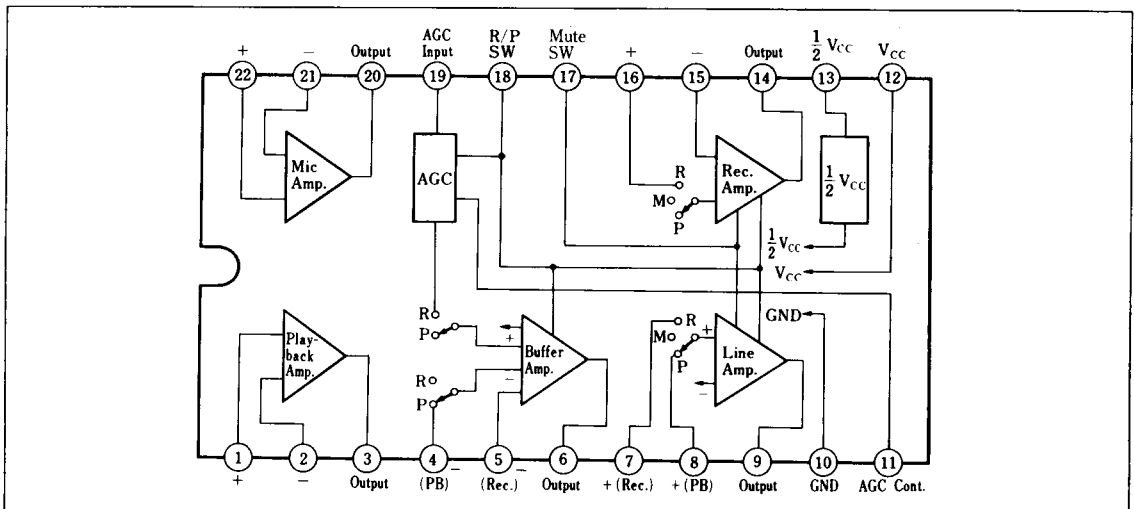 + − Output AGC Input R/P SW Mute SW + − Output ½ VCC VCC
22 21 20 19 18 17 16 15 14 13 12
Mic Amp.
AGC
R
M
P
Rec. Amp.
½ VCC
½ VCC
VCC
GND
Play-back Amp.
R
P
R
P
+
−
Buffer Amp.
R
M
P
+
−
Line Amp.
1 2 3 4 5 6 7 8 9 10 11
+ − Output − (PB) − (Rec.) Output + (Rec.) + (PB) Output GND AGC Cont.